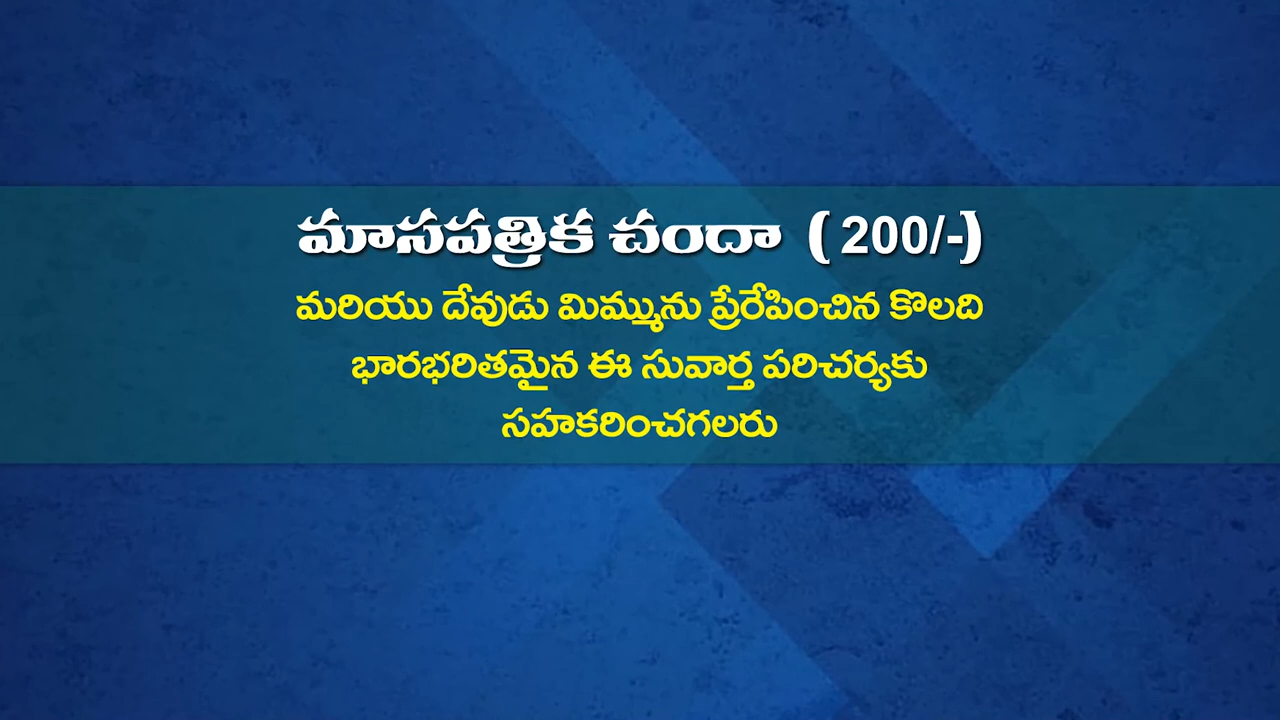 మాసపత్రిక చందా ( 200/-)
మరియు దేవుడు మిమ్మును ప్రేరేపించిన కొలది
భారభరితమైన ఈ సువార్త పరిచర్యకు
సహకరించగలరు